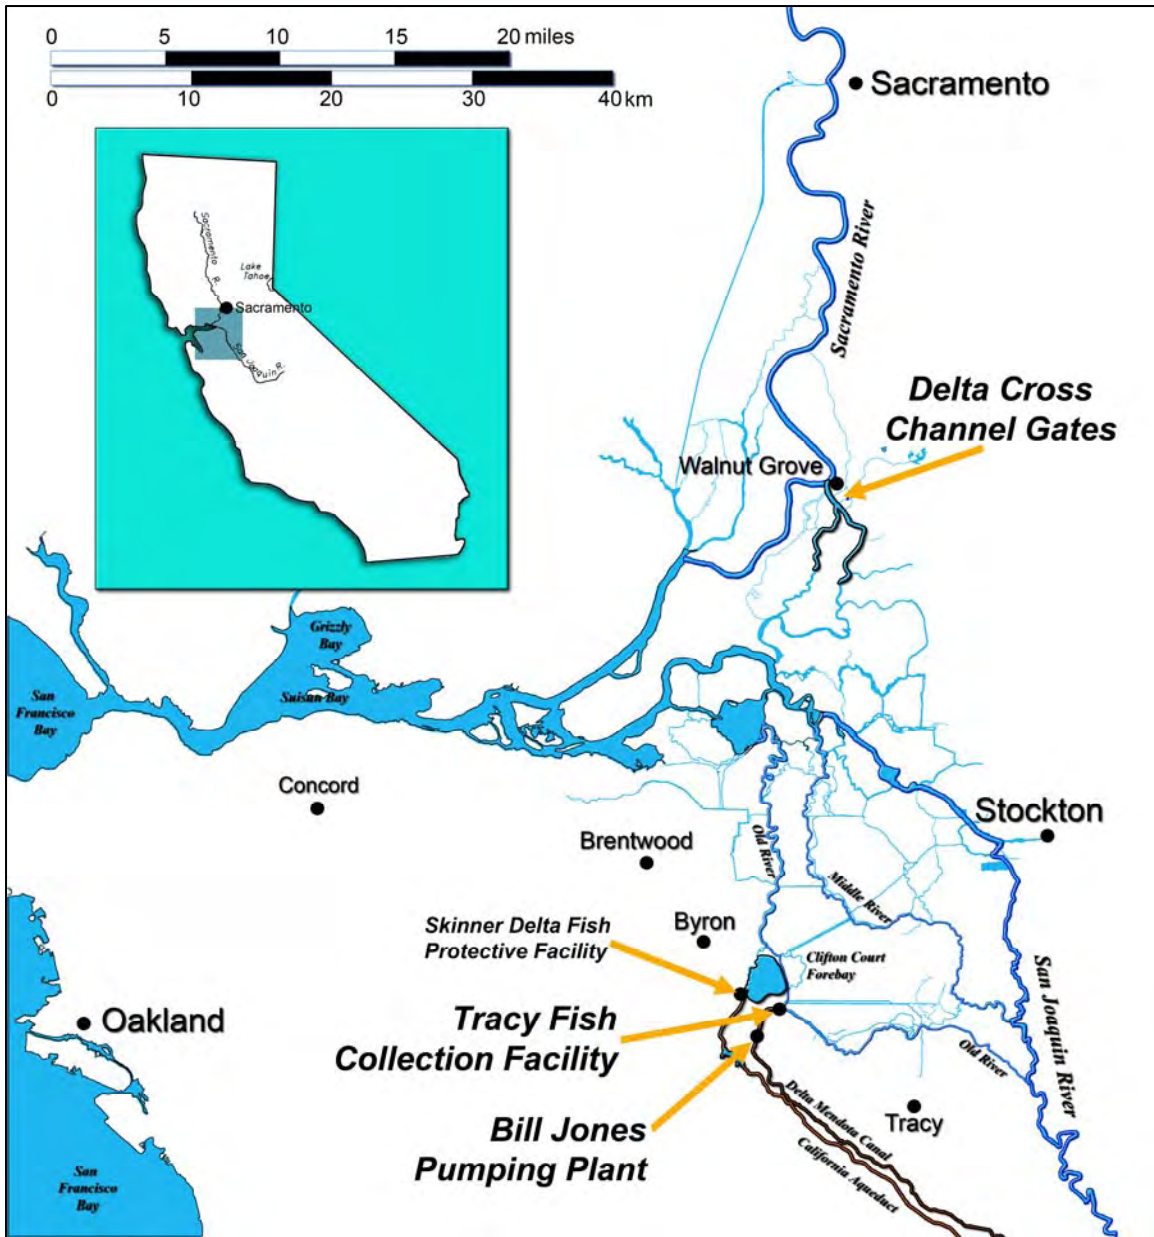 0 5 10 15 20 miles
0 10 20 30 40 km
Sacramento
Sacramento R.
Lake
Tahoe
Sacramento
San Joaquin R.
Sacramento River
Delta Cross
Channel Gates
Walnut Grove
Grizzly
Bay
Suisun Bay
San
Francisco
Bay
Concord
Stockton
Brentwood
Old River
Middle River
Byron
Skinner Delta Fish
Protective Facility
Clifton Court
Forebay
Oakland
Tracy Fish
Collection Facility
San Joaquin River
Old River
Bill Jones
Pumping Plant
Delta Mendota Canal
California Aqueduct
Tracy
San
Francisco
Bay